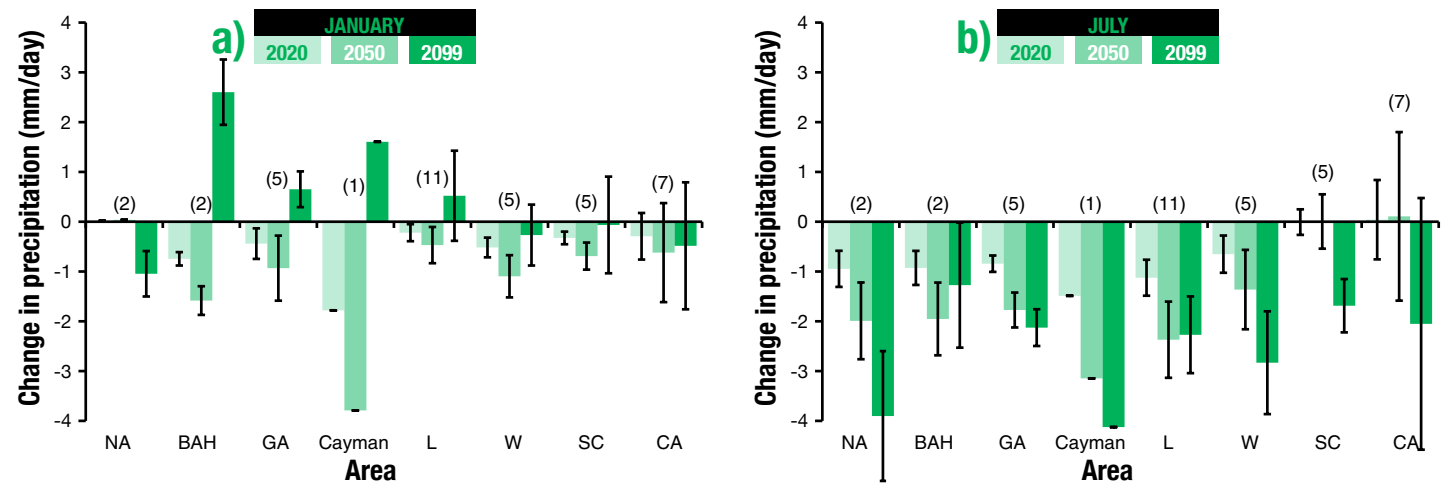 a)
JANUARY
2020 2050 2099
Change in precipitation (mm/day)
4
3
2
1
0
-1
-2
-3
-4
(2) (2) (5) (1) (11) (5) (5) (7)
NA BAH GA Cayman L W SC CA
Area
b)
JULY
2020 2050 2099
Change in precipitation (mm/day)
4
3
2
1
0
-1
-2
-3
-4
(2) (2) (5) (1) (11) (5) (5) (7)
NA BAH GA Cayman L W SC CA
Area